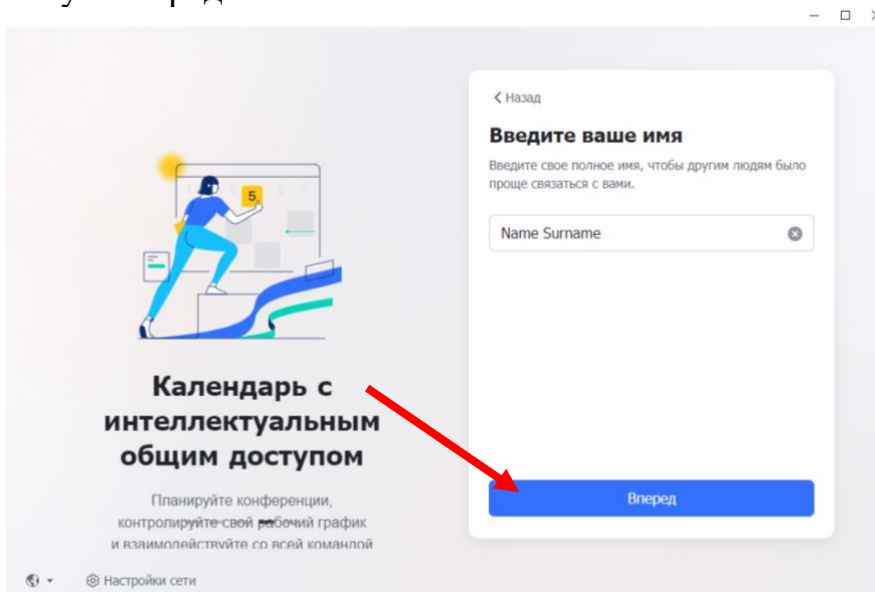 Назад
Введите ваше имя
Введите свое полное имя, чтобы другим людям было
проще связаться с вами.
Name Surname
Вперед
5
Календарь с
интеллектуальным
общим доступом
Планируйте конференции,
контролируйте свой рабочий график
и взаимодействуйте со всей командой
Настройки сети